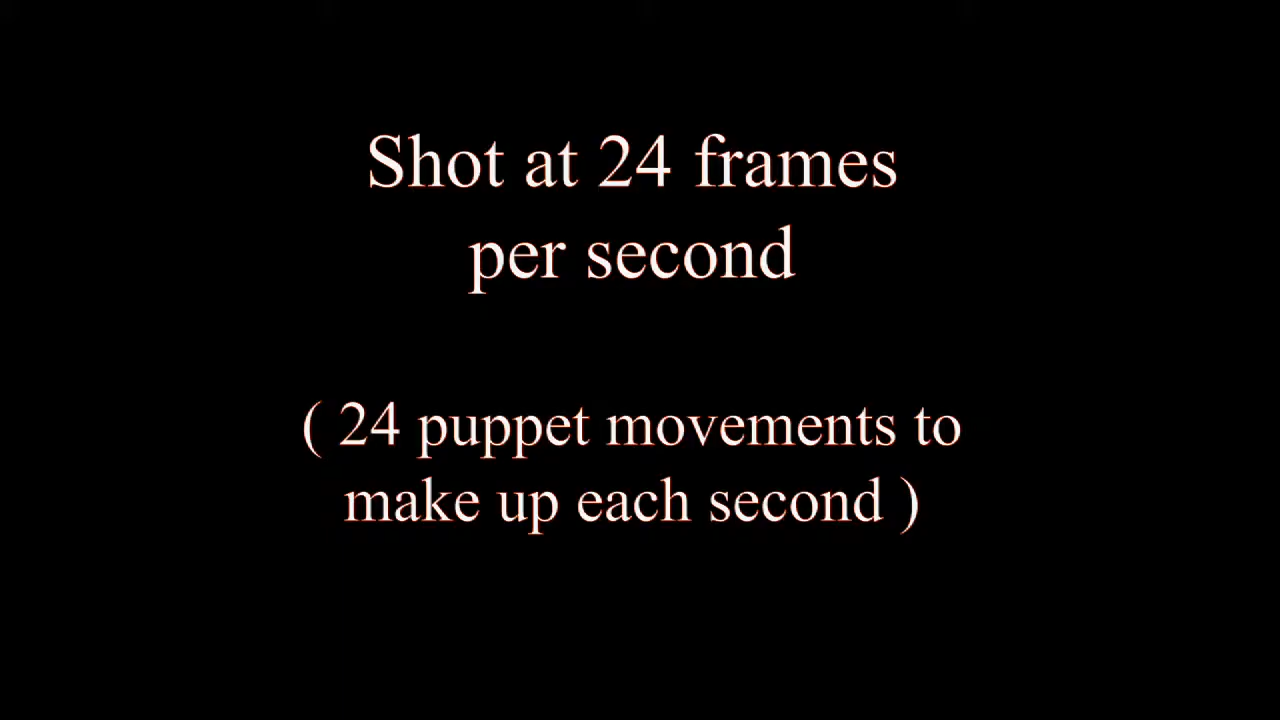 Shot at 24 frames
per second
( 24 puppet movements to
make up each second )